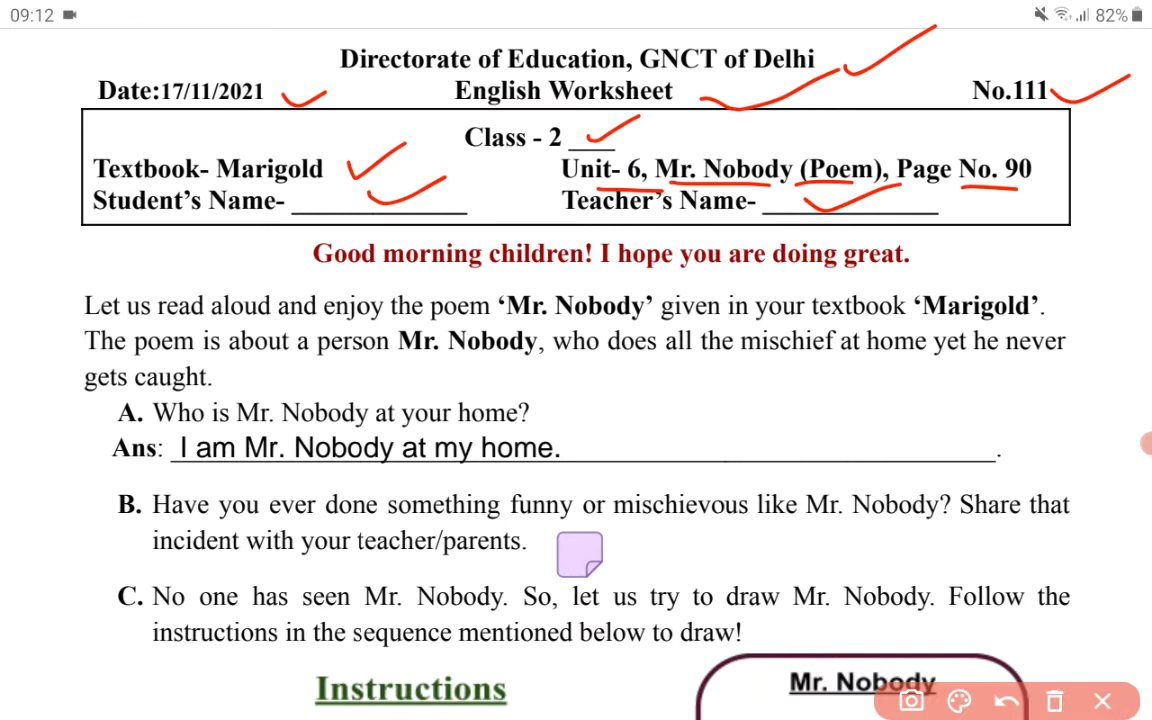 09:12 82%
Directorate of Education, GNCT of Delhi
Date:17/11/2021 English Worksheet No.111
Class - 2 ____
Textbook- Marigold Unit- 6, Mr. Nobody (Poem), Page No. 90
Student’s Name- _____________ Teacher’s Name- _____________
Good morning children! I hope you are doing great.
Let us read aloud and enjoy the poem ‘Mr. Nobody’ given in your textbook ‘Marigold’.
The poem is about a person Mr. Nobody, who does all the mischief at home yet he never
gets caught.
A. Who is Mr. Nobody at your home?
Ans: I am Mr. Nobody at my home. .
B. Have you ever done something funny or mischievous like Mr. Nobody? Share that
incident with your teacher/parents.
C. No one has seen Mr. Nobody. So, let us try to draw Mr. Nobody. Follow the
instructions in the sequence mentioned below to draw!
Instructions Mr. Nobody